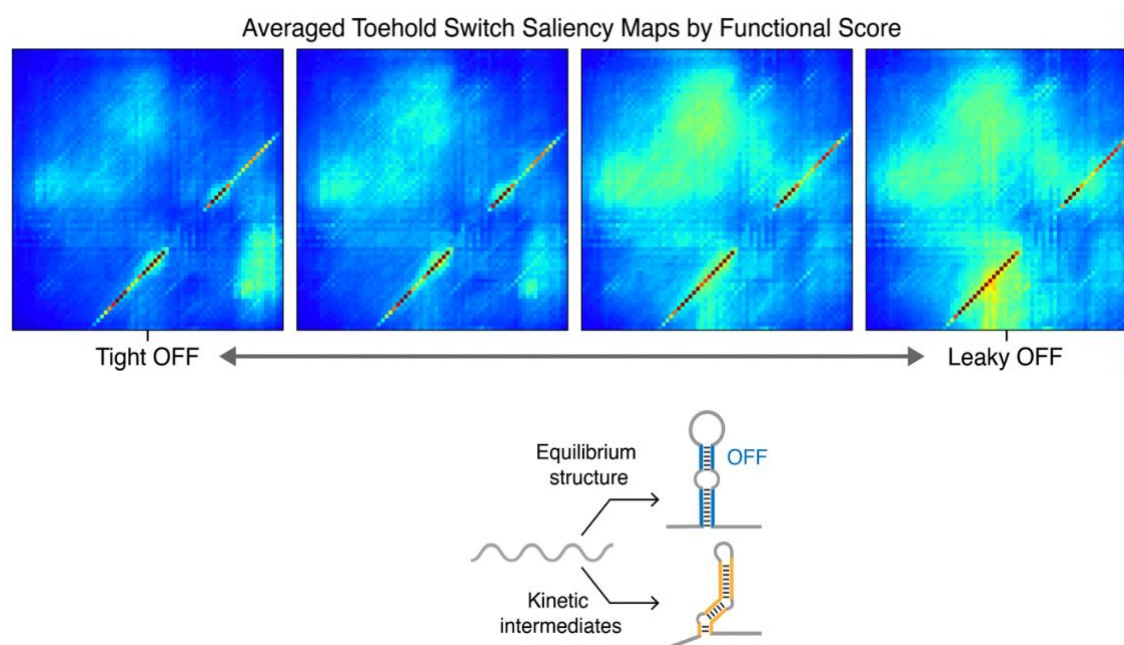 Averaged Toehold Switch Saliency Maps by Functional Score
Tight OFF
Leaky OFF
Equilibrium
structure
OFF
Kinetic
intermediates